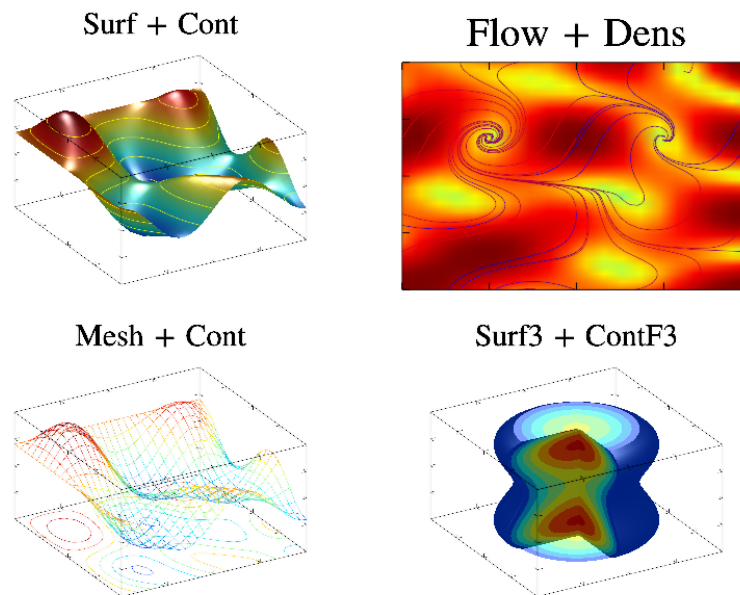 Surf + Cont
Flow + Dens
Mesh + Cont
Surf3 + ContF3